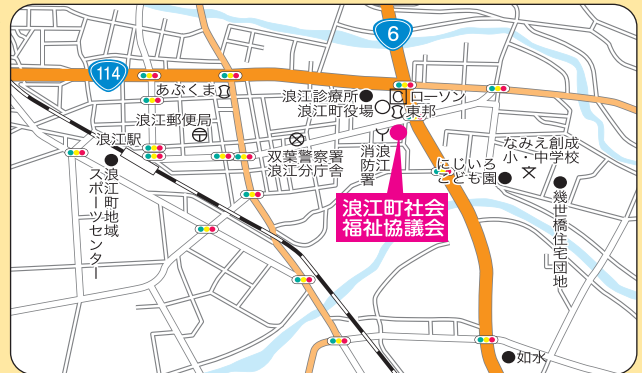 6
114
あぶくま
浪江診療所
浪江町役場
ローソン
東邦
浪江郵便局
浪江駅
双葉警察署
浪江分庁舎
浪江
消防署
にじいろ
こども園
なみえ創成
小・中学校
浪江町地域
スポーツセンター
浪江町社会
福祉協議会
幾世橋住宅団地
如水